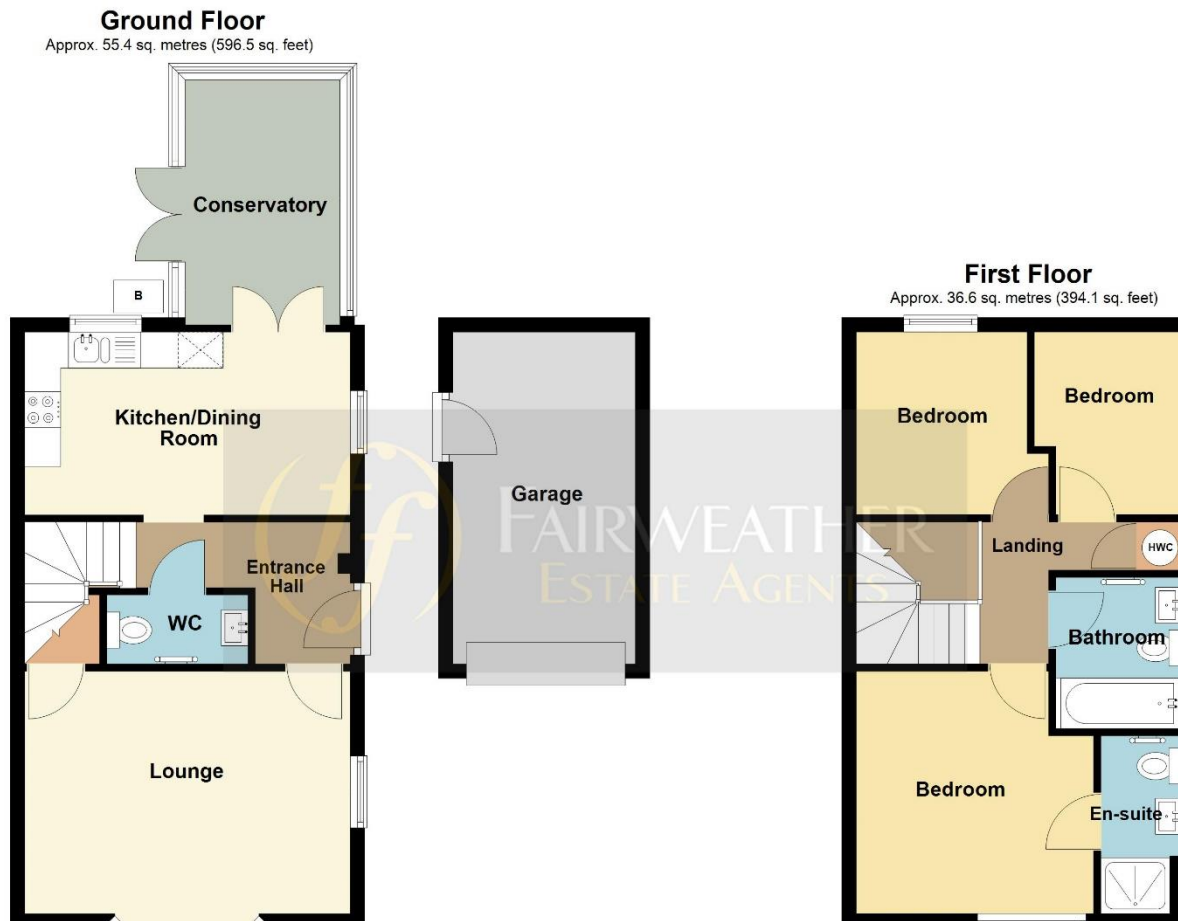 Ground Floor
Approx. 55.4 sq. metres (596.5 sq. feet)
Conservatory
B
Kitchen/Dining
Room
Entrance
Hall
WC
Lounge
Garage
First Floor
Approx. 36.6 sq. metres (394.1 sq. feet)
Bedroom
Bedroom
Landing
HWC
Bathroom
Bedroom
En-suite
ff
FAIRWEATHER
ESTATE AGENTS